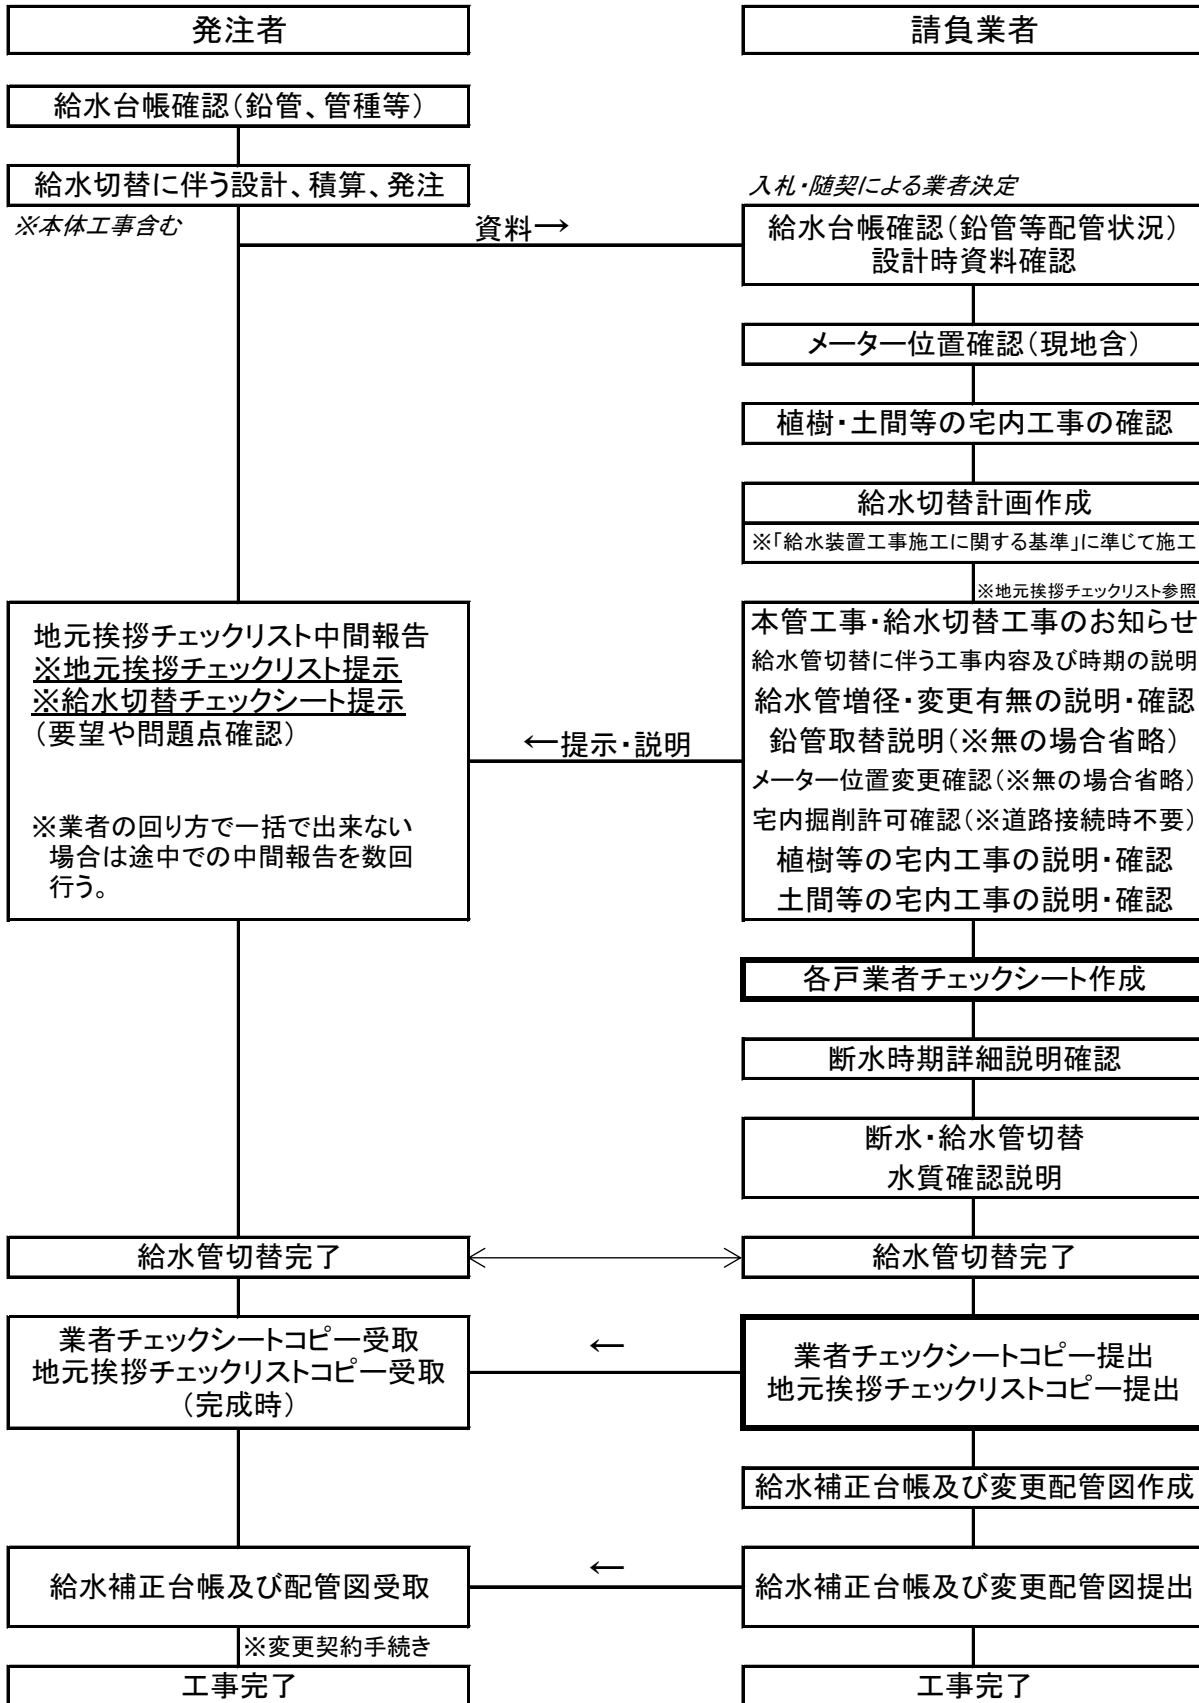 発注者
請負業者
給水台帳確認(鉛管、管種等)
給水切替に伴う設計、積算、発注
※本体工事含む
資料→
入札・随契による業者決定
給水台帳確認(鉛管等配管状況)
設計時資料確認
メーター位置確認(現地含)
植樹・土間等の宅内工事の確認
給水切替計画作成
※「給水装置工事施工に関する基準」に準じて施工
※地元挨拶チェックリスト参照
地元挨拶チェックリスト中間報告
※地元挨拶チェックリスト提示
※給水切替チェックシート提示
(要望や問題点確認)
※業者の回り方で一括で出来ない
場合は途中での中間報告を数回
行う。
←提示・説明
本管工事・給水切替工事のお知らせ
給水管切替に伴う工事内容及び時期の説明
給水管増径・変更有無の説明・確認
鉛管取替説明(※無の場合省略)
メーター位置変更確認(※無の場合省略)
宅内掘削許可確認(※道路接続時不要)
植樹等の宅内工事の説明・確認
土間等の宅内工事の説明・確認
各戸業者チェックシート作成
断水時期詳細説明確認
断水・給水管切替
水質確認説明
給水管切替完了
給水管切替完了
業者チェックシートコピー受取
地元挨拶チェックリストコピー受取
(完成時)
←
業者チェックシートコピー提出
地元挨拶チェックリストコピー提出
給水補正台帳及び変更配管図作成
給水補正台帳及び配管図受取
←
給水補正台帳及び変更配管図提出
※変更契約手続き
工事完了
工事完了